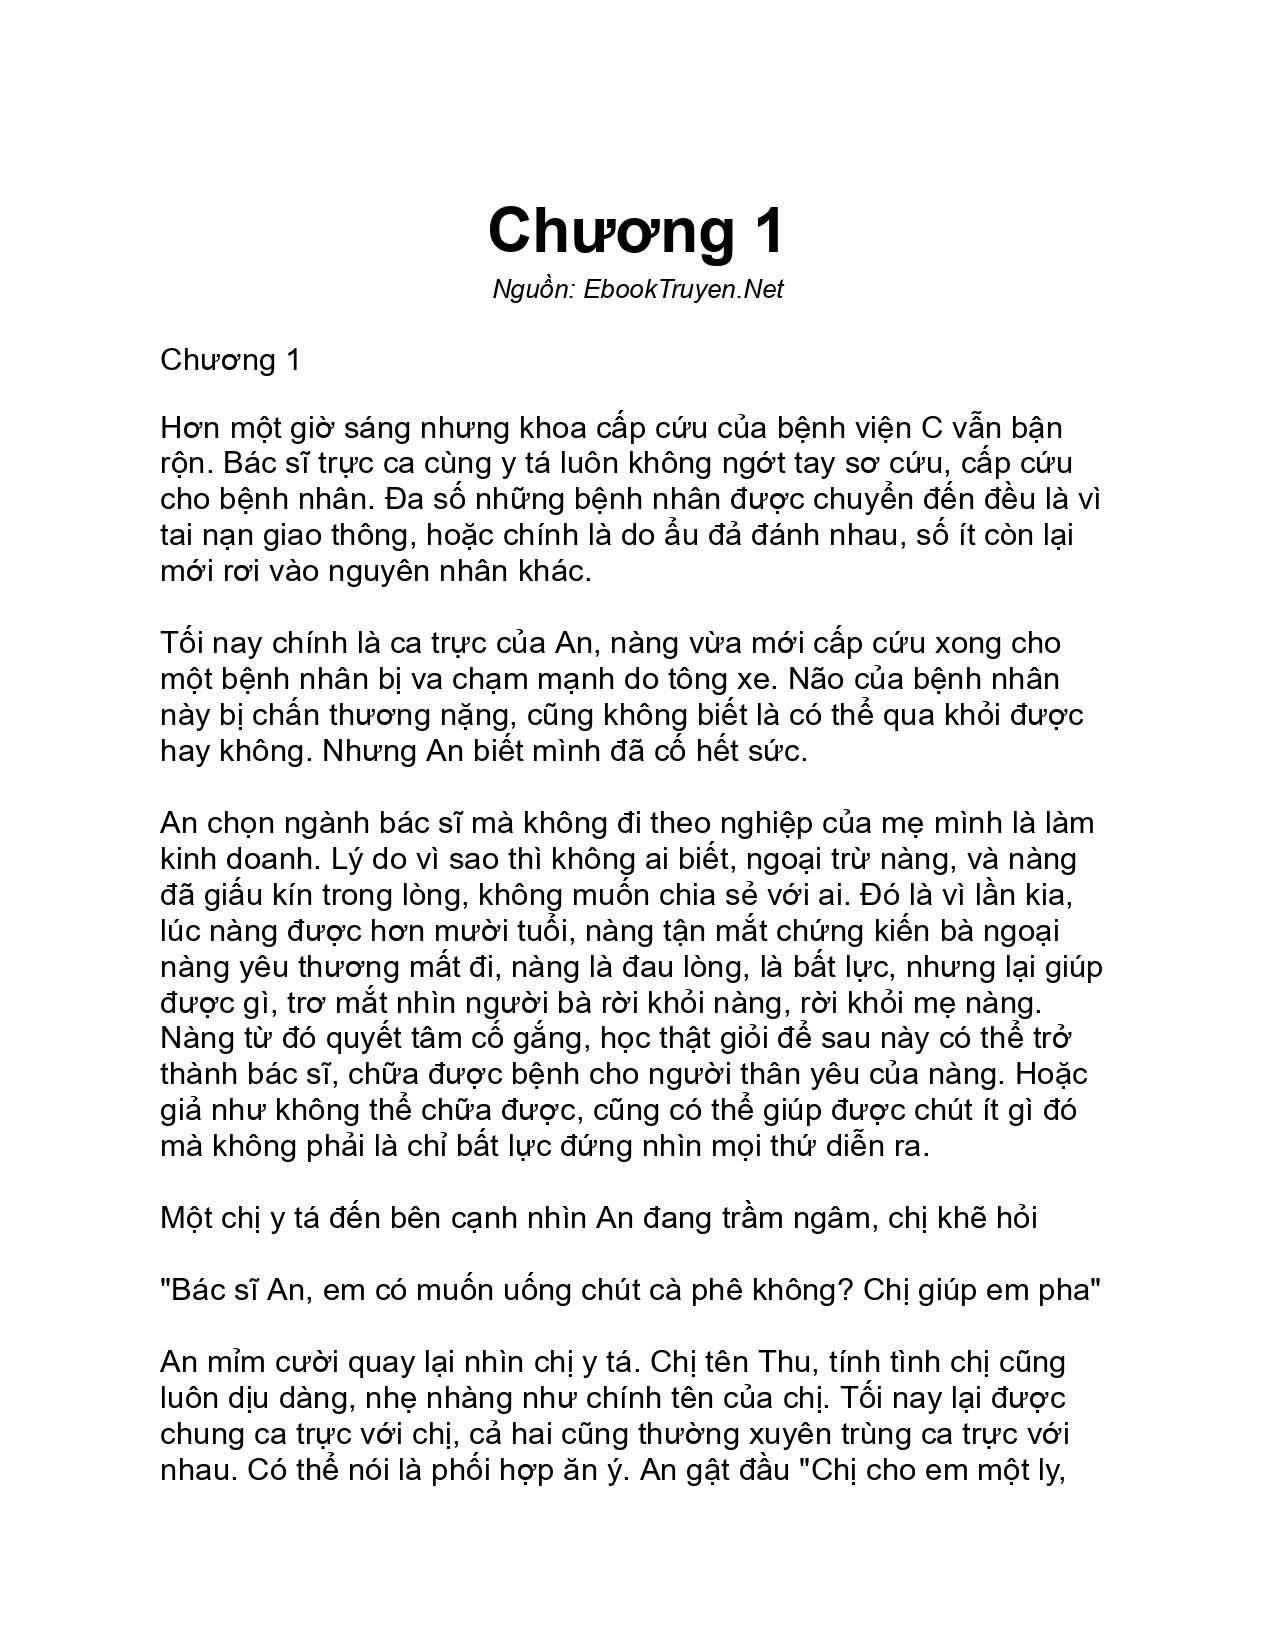 Chương 1
Nguồn: EbookTruyen.Net
Chương 1
Hơn một giờ sáng nhưng khoa cấp cứu của bệnh viện C vẫn bận
rộn. Bác sĩ trực ca cùng y tá luôn không ngớt tay sơ cứu, cấp cứu
cho bệnh nhân. Đa số những bệnh nhân được chuyển đến đều là vì
tai nạn giao thông, hoặc chính là do ẩu đả đánh nhau, số ít còn lại
mới rơi vào nguyên nhân khác.
Tối nay chính là ca trực của An, nàng vừa mới cấp cứu xong cho
một bệnh nhân bị va chạm mạnh do tông xe. Não của bệnh nhân
này bị chấn thương nặng, cũng không biết là có thể qua khỏi được
hay không. Nhưng An biết mình đã cố hết sức.
An chọn ngành bác sĩ mà không đi theo nghiệp của mẹ mình là làm
kinh doanh. Lý do vì sao thì không ai biết, ngoại trừ nàng, và nàng
đã giấu kín trong lòng, không muốn chia sẻ với ai. Đó là vì lần kia,
lúc nàng được hơn mười tuổi, nàng tận mắt chứng kiến bà ngoại
nàng yêu thương mất đi, nàng là đau lòng, là bất lực, nhưng lại giúp
được gì, trơ mắt nhìn người bà rời khỏi nàng, rời khỏi mẹ nàng.
Nàng từ đó quyết tâm cố gắng, học thật giỏi để sau này có thể trở
thành bác sĩ, chữa được bệnh cho người thân yêu của nàng. Hoặc
giả như không thể chữa được, cũng có thể giúp được chút ít gì đó
mà không phải là chỉ bất lực đứng nhìn mọi thứ diễn ra.
Một chị y tá đến bên cạnh nhìn An đang trầm ngâm, chị khẽ hỏi
"Bác sĩ An, em có muốn uống chút cà phê không? Chị giúp em pha"
An mỉm cười quay lại nhìn chị y tá. Chị tên Thu, tính tình chị cũng
luôn dịu dàng, nhẹ nhàng như chính tên của chị. Tối nay lại được
chung ca trực với chị, cả hai cũng thường xuyên trùng ca trực với
nhau. Có thể nói là phối hợp ăn ý. An gật đầu "Chị cho em một ly,